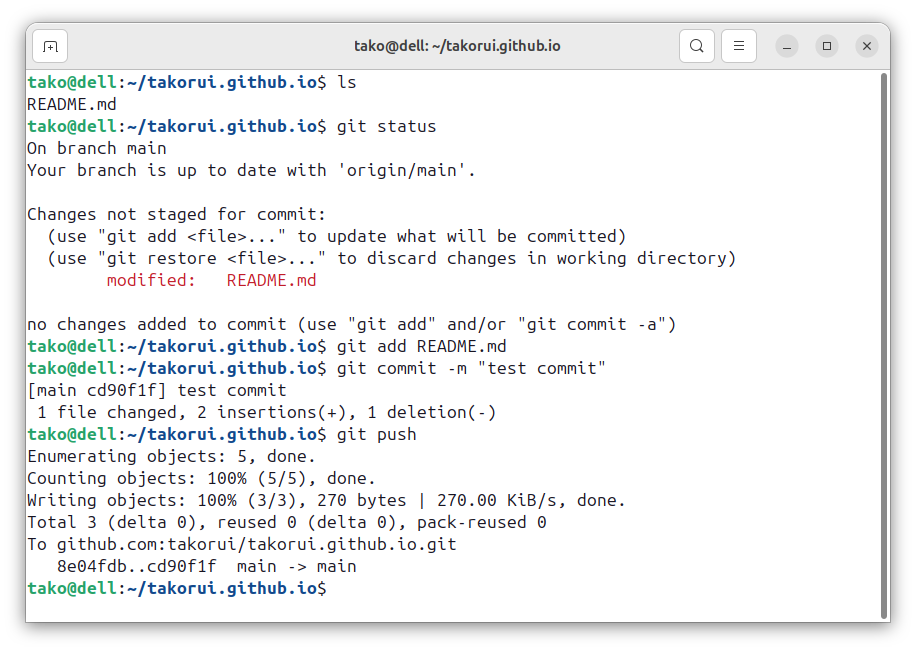 tako@dell: ~/takorui.github.io
tako@dell:~/takorui.github.io$ ls
README.md
tako@dell:~/takorui.github.io$ git status
On branch main
Your branch is up to date with 'origin/main'.

Changes not staged for commit:
  (use "git add <file>..." to update what will be committed)
  (use "git restore <file>..." to discard changes in working directory)
        modified:   README.md

no changes added to commit (use "git add" and/or "git commit -a")
tako@dell:~/takorui.github.io$ git add README.md
tako@dell:~/takorui.github.io$ git commit -m "test commit"
[main cd90f1f] test commit
 1 file changed, 2 insertions(+), 1 deletion(-)
tako@dell:~/takorui.github.io$ git push
Enumerating objects: 5, done.
Counting objects: 100% (5/5), done.
Writing objects: 100% (3/3), 270 bytes | 270.00 KiB/s, done.
Total 3 (delta 0), reused 0 (delta 0), pack-reused 0
To github.com:takorui/takorui.github.io.git
   8e04fdb..cd90f1f  main -> main
tako@dell:~/takorui.github.io$